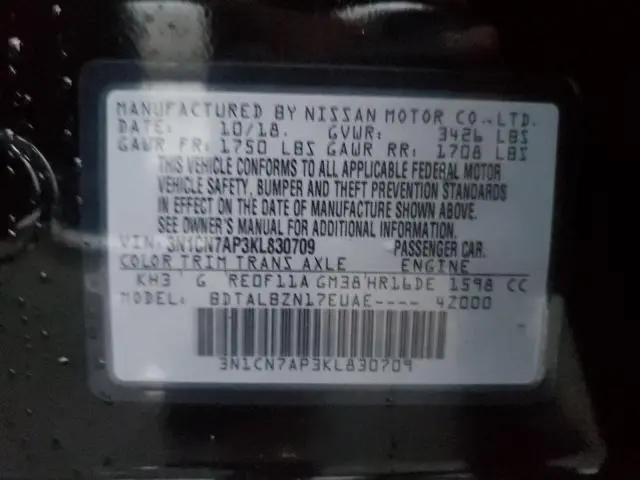 MANUFACTURED BY NISSAN MOTOR CO.,LTD.
DATE: 10/18. GVWR: 3426 LBS
GAWR FR: 1750 LBS GAWR RR: 1708 LBS
THIS VEHICLE CONFORMS TO ALL APPLICABLE FEDERAL MOTOR
VEHICLE SAFETY, BUMPER AND THEFT PREVENTION STANDARDS
IN EFFECT ON THE DATE OF MANUFACTURE SHOWN ABOVE.
SEE OWNER'S MANUAL FOR ADDITIONAL INFORMATION.
VIN: 3N1CN7AP3KL830709 PASSENGER CAR.
COLOR TRIM TRANS AXLE ENGINE
KH3 G RE0F11A GM38 HR16DE 1598 CC
MODEL: BDTALBZN17EUAE---- 4Z000
3N1CN7AP3KL830709